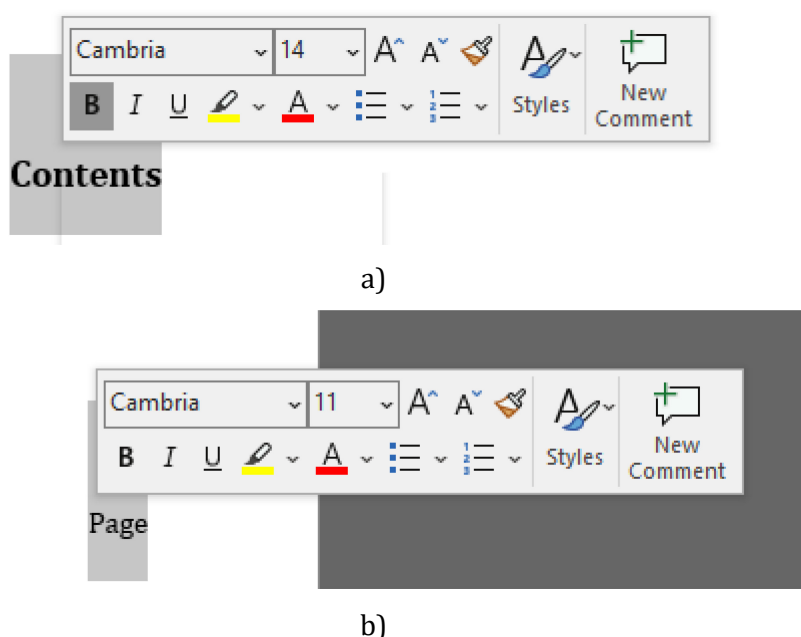 Cambria 14 A A A
B I U A Styles New
Comment
Contents
a)
Cambria 11 A A A
B I U A Styles New
Comment
Page
b)